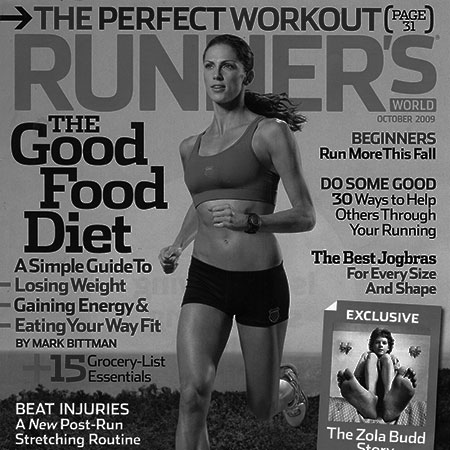 THE PERFECT WORKOUT (PAGE 31)
RUNNER'S
WORLD
OCTOBER 2009
THE
Good
Food
Diet
A Simple Guide To
Losing Weight
Gaining Energy &
Eating Your Way Fit
BY MARK BITTMAN
+15 Grocery-List
Essentials
BEAT INJURIES
A New Post-Run
Stretching Routine
BEGINNERS
Run More This Fall
DO SOME GOOD
30 Ways to Help
Others Through
Your Running
The Best Jogbras
For Every Size
And Shape
EXCLUSIVE
The Zola Budd
Story